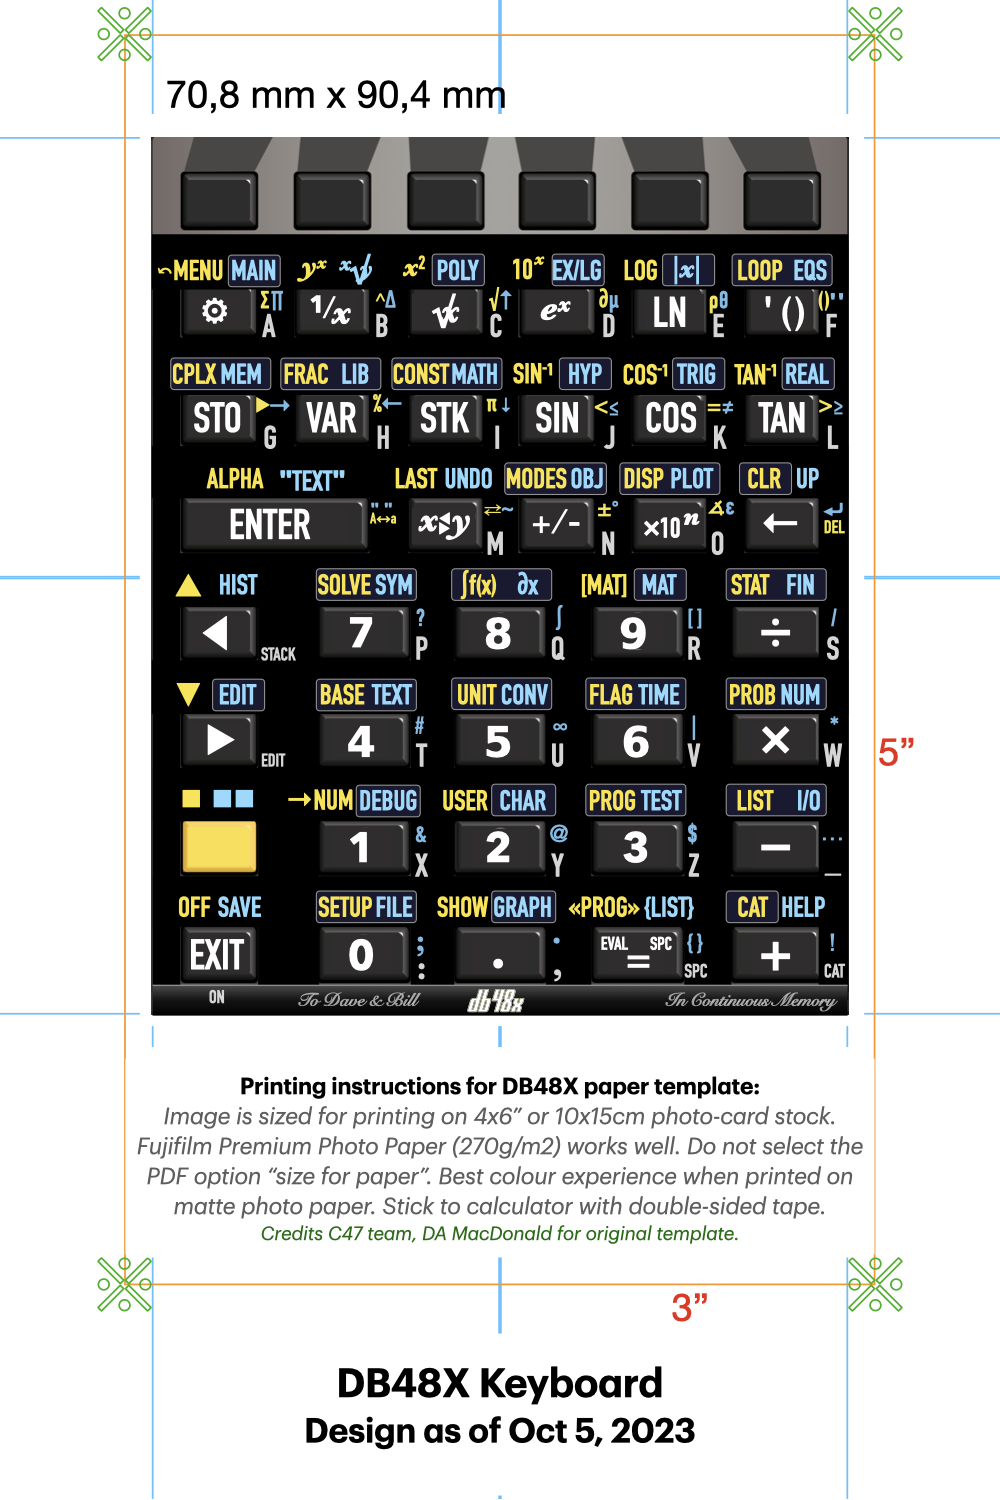 70,8 mm x 90,4 mm
⤺MENU MAIN yˣ ˣ√y x² POLY 10ˣ EX/LG LOG |x| LOOP EQS
⚙ Σ∏ A 1/x ^Δ B √x √↑ C eˣ ∂μ D LN ρθ E ' () ()'' F
CPLX MEM FRAC LIB CONST MATH SIN⁻¹ HYP COS⁻¹ TRIG TAN⁻¹ REAL
STO ▶→ G VAR %← H STK π↓ I SIN <≤ J COS =≠ K TAN >≥ L
ALPHA "TEXT" LAST UNDO MODES OBJ DISP PLOT CLR UP
ENTER " " A↔a x▶◀y ⇄~ M +/- ±° N ×10ⁿ ∡ε O ← ↵ DEL
▲ HIST SOLVE SYM ∫f(x) ∂x [MAT] MAT STAT FIN
◀ STACK 7 ? P 8 ∫ Q 9 [ ] R ÷ / S
▼ EDIT BASE TEXT UNIT CONV FLAG TIME PROB NUM
▶ EDIT 4 # T 5 ∞ U 6 | V × * W
5”
■ ■■ →NUM DEBUG USER CHAR PROG TEST LIST I/O
1 & X 2 @ Y 3 $ Z − ... _
OFF SAVE SETUP FILE SHOW GRAPH «PROG» {LIST} CAT HELP
EXIT 0 ; : . · , EVAL SPC = { } SPC + ! CAT
ON To Dave & Bill db48x In Continuous Memory
Printing instructions for DB48X paper template:
Image is sized for printing on 4x6” or 10x15cm photo-card stock.
Fujifilm Premium Photo Paper (270g/m2) works well. Do not select the
PDF option “size for paper”. Best colour experience when printed on
matte photo paper. Stick to calculator with double-sided tape.
Credits C47 team, DA MacDonald for original template.
3”
DB48X Keyboard
Design as of Oct 5, 2023